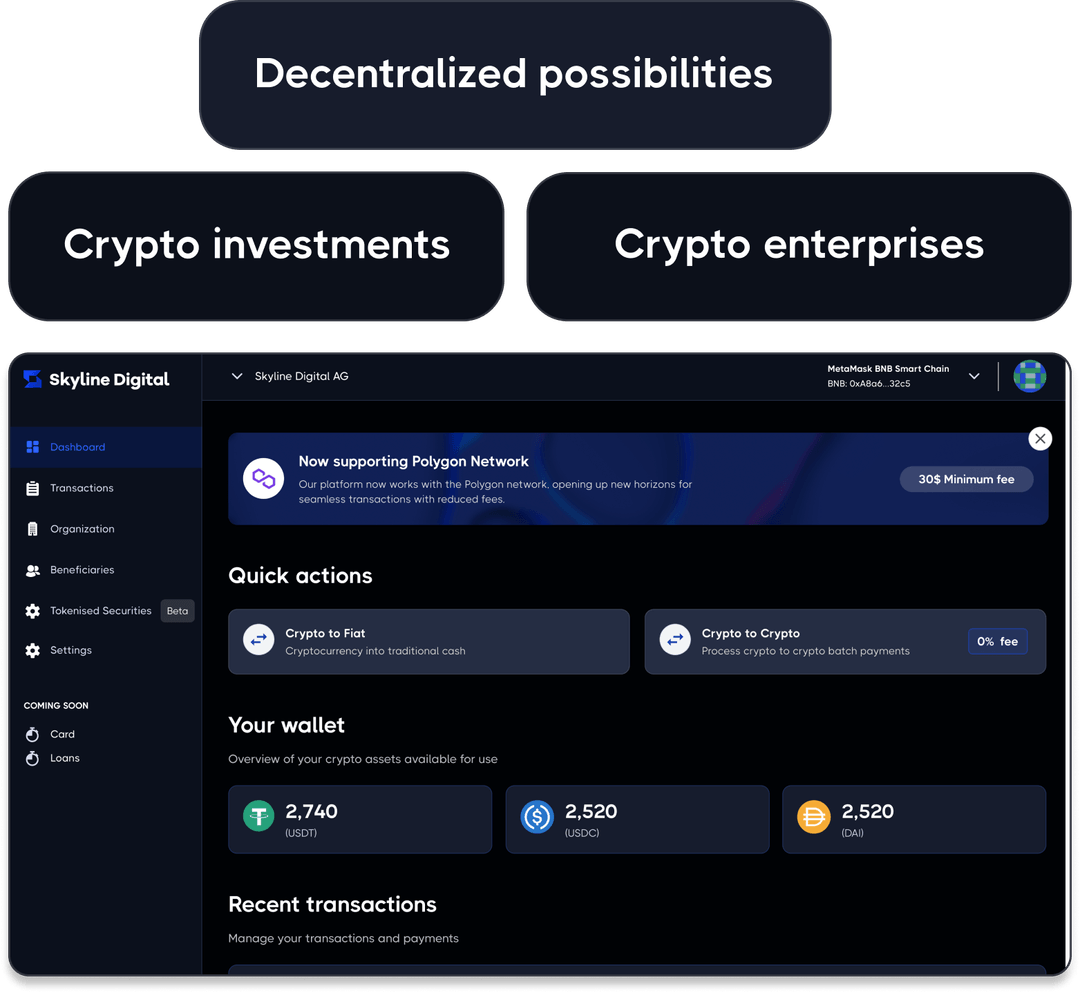 Decentralized possibilities
Crypto investments
Crypto enterprises
Skyline Digital
Skyline Digital AG
MetaMask BNB Smart Chain
BNB: 0xA8a6...32c5
Dashboard
Transactions
Organization
Beneficiaries
Tokenised Securities
Beta
Settings
COMING SOON
Card
Loans
Now supporting Polygon Network
Our platform now works with the Polygon network, opening up new horizons for
seamless transactions with reduced fees.
30$ Minimum fee
Quick actions
Crypto to Fiat
Cryptocurrency into traditional cash
Crypto to Crypto
Process crypto to crypto batch payments
0% fee
Your wallet
Overview of your crypto assets available for use
2,740
(USDT)
2,520
(USDC)
2,520
(DAI)
Recent transactions
Manage your transactions and payments